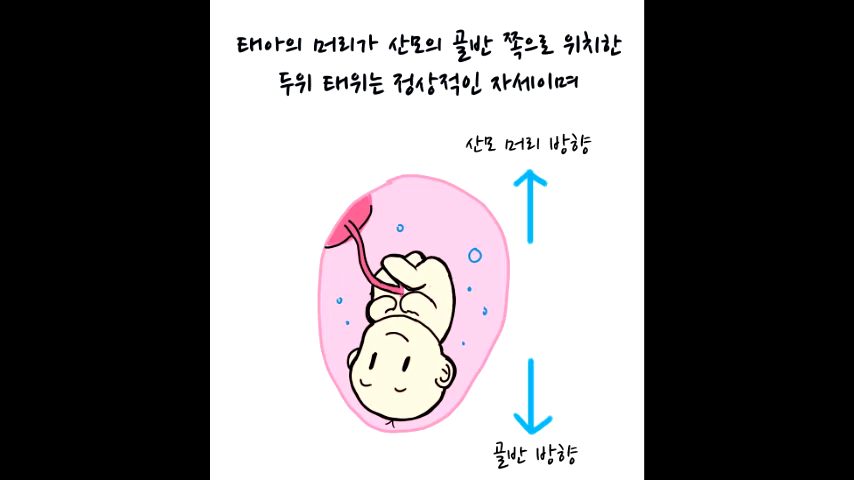 태아의 머리가 산모의 골반 쪽으로 위치한
두위 태위는 정상적인 자세이며
산모 머리 방향
골반 방향